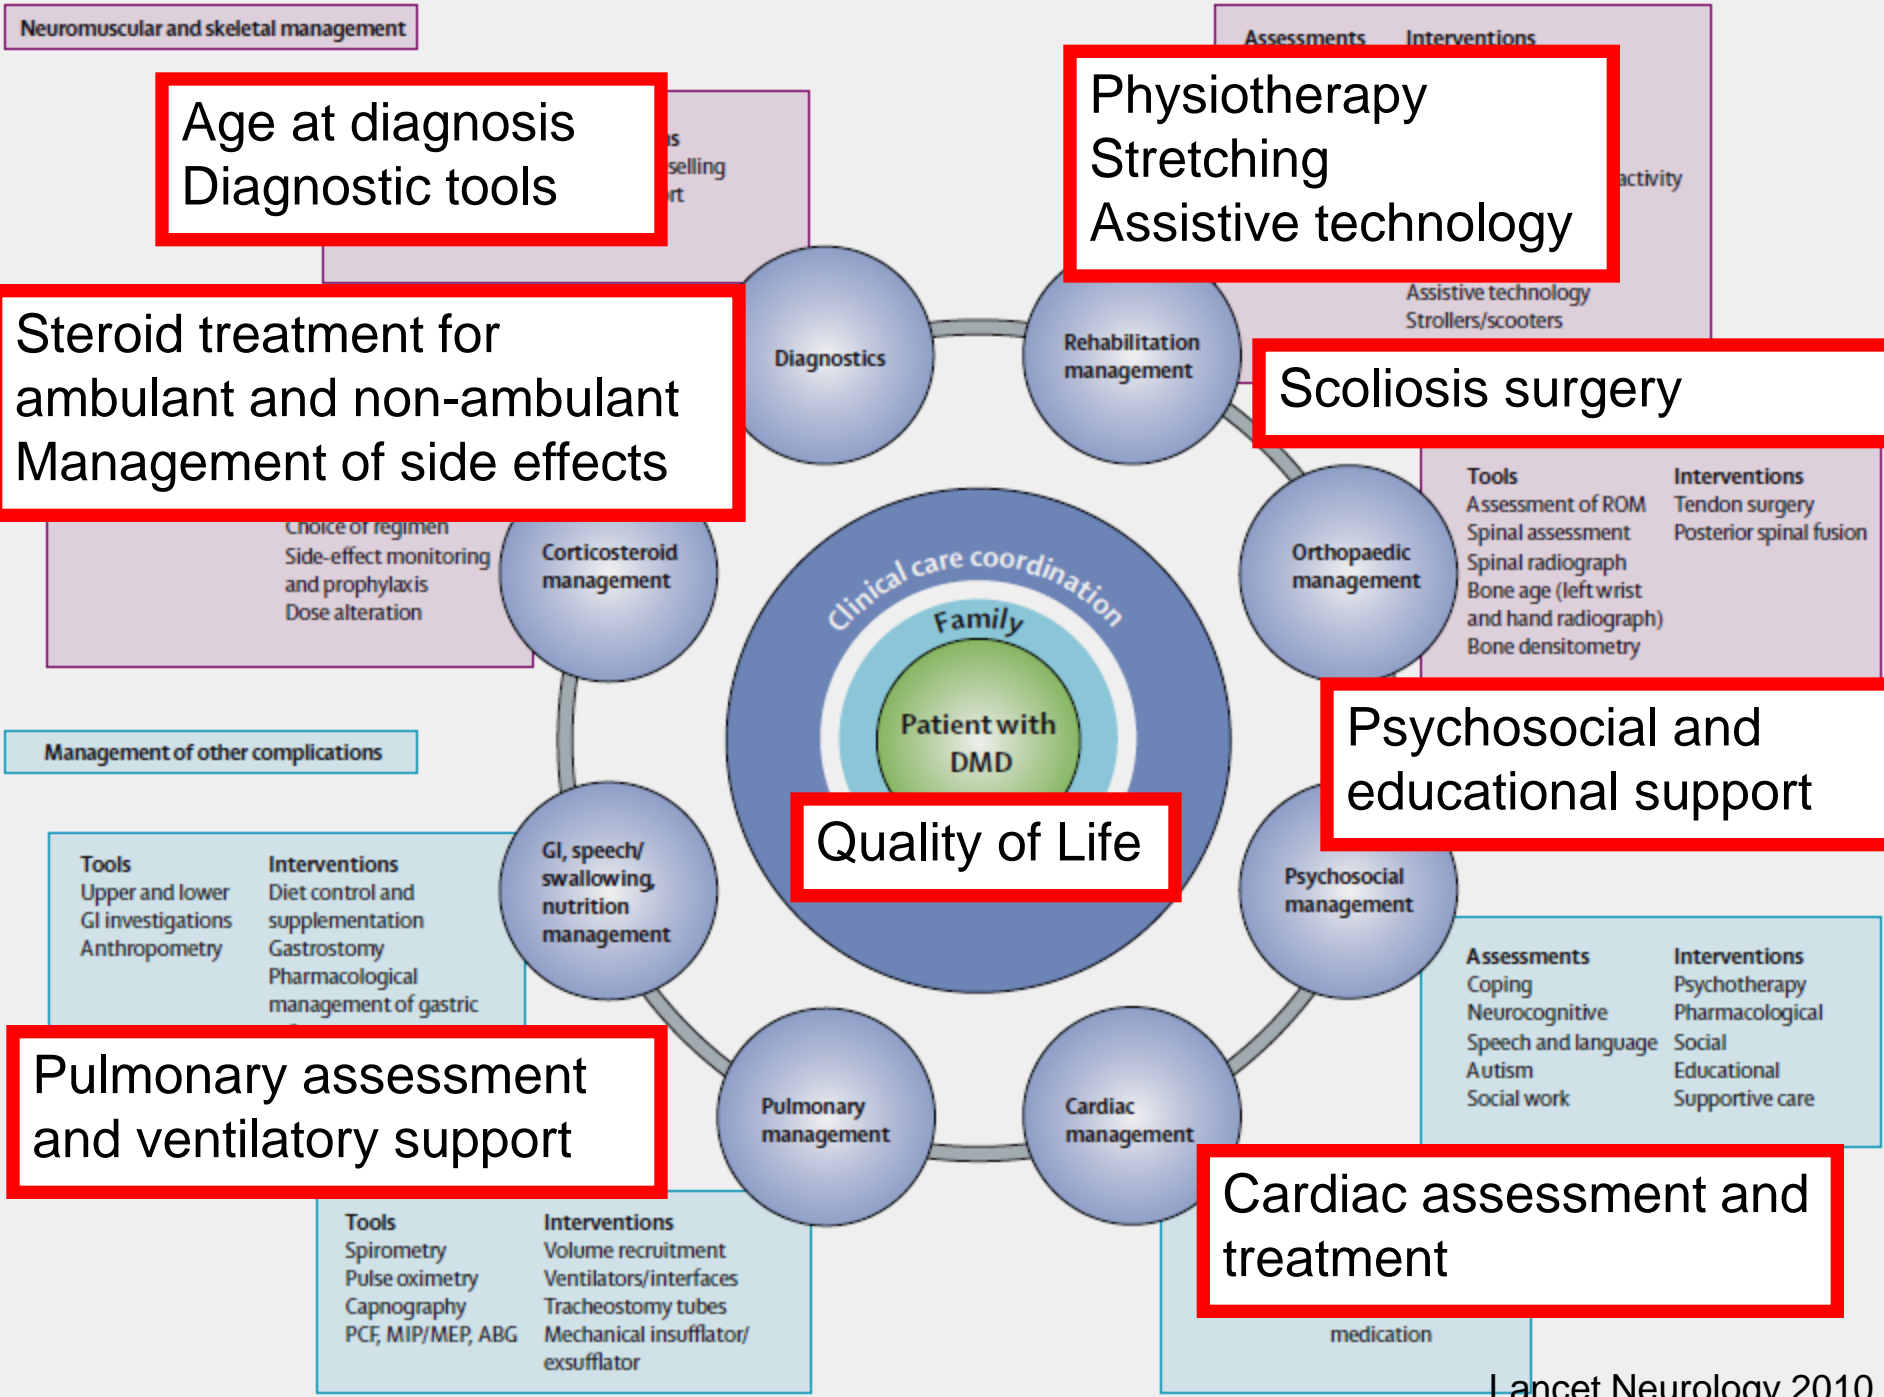 Neuromuscular and skeletal management
Assessments Interventions
Age at diagnosis
Diagnostic tools
Physiotherapy
Stretching
Assistive technology
activity
Assistive technology
Strollers/scooters
Steroid treatment for
ambulant and non-ambulant
Management of side effects
Diagnostics
Rehabilitation
management
Scoliosis surgery
Choice of regimen
Side-effect monitoring
and prophylaxis
Dose alteration
Corticosteroid
management
Clinical care coordination
Family
Patient with
DMD
Quality of Life
Orthopaedic
management
Tools Interventions
Assessment of ROM Tendon surgery
Spinal assessment Posterior spinal fusion
Spinal radiograph
Bone age (left wrist
and hand radiograph)
Bone densitometry
Psychosocial and
educational support
Management of other complications
Tools Interventions
Upper and lower Diet control and
GI investigations supplementation
Anthropometry Gastrostomy
Pharmacological
management of gastric
GI, speech/
swallowing,
nutrition
management
Psychosocial
management
Assessments Interventions
Coping Psychotherapy
Neurocognitive Pharmacological
Speech and language Social
Autism Educational
Social work Supportive care
Pulmonary assessment
and ventilatory support
Pulmonary
management
Cardiac
management
Cardiac assessment and
treatment
Tools Interventions
Spirometry Volume recruitment
Pulse oximetry Ventilators/interfaces
Capnography Tracheostomy tubes
PCF, MIP/MEP, ABG Mechanical insufflator/
exsufflator
medication
Lancet Neurology 2010